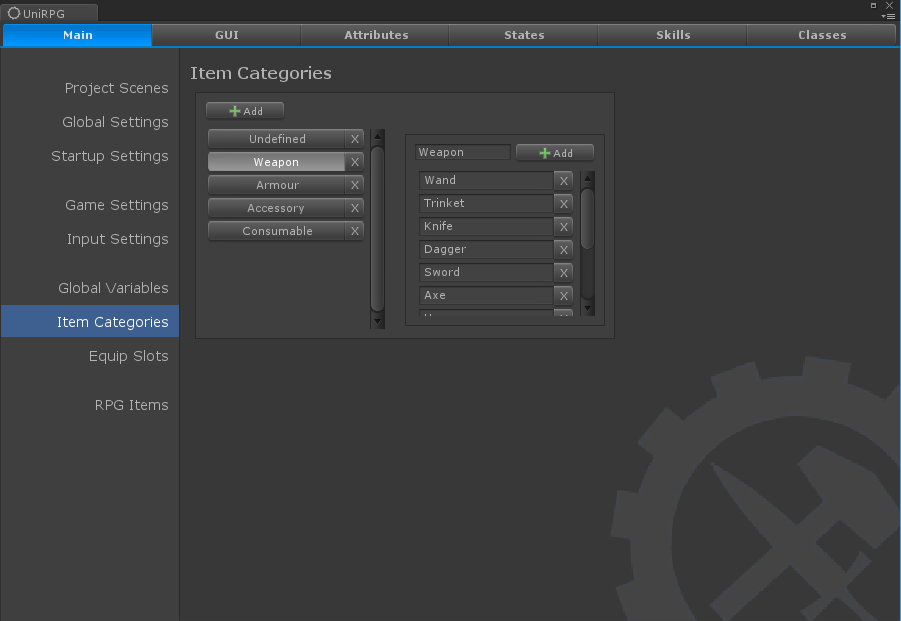 UniRPG
Main GUI Attributes States Skills Classes
Project Scenes
Global Settings
Startup Settings
Game Settings
Input Settings
Global Variables
Item Categories
Equip Slots
RPG Items
Item Categories
Add
Undefined X
Weapon X
Armour X
Accessory X
Consumable X
Weapon Add
Wand X
Trinket X
Knife X
Dagger X
Sword X
Axe X